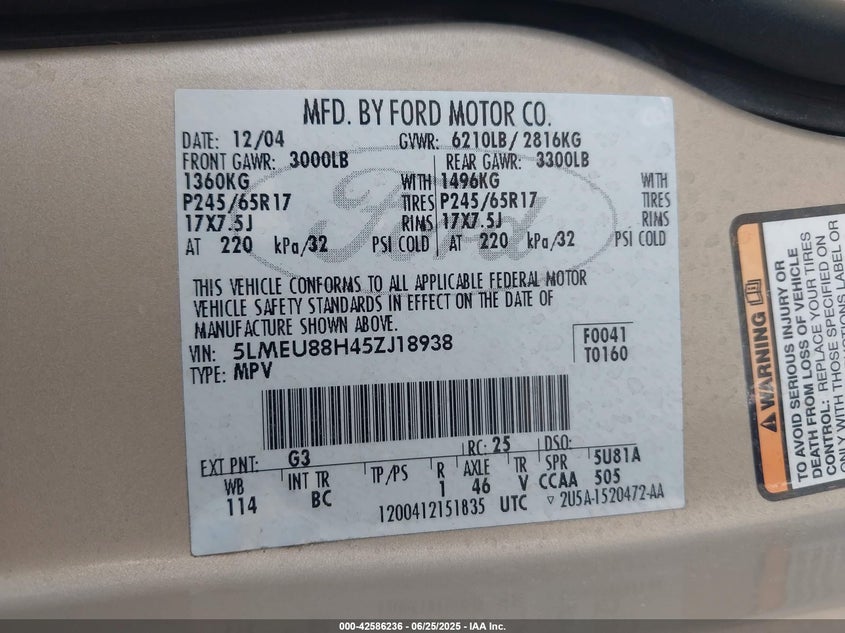 MFD. BY FORD MOTOR CO.
DATE: 12/04 GVWR: 6210LB/ 2816KG
FRONT GAWR: 3000LB REAR GAWR: 3300LB
1360KG WITH 1496KG WITH
P245/65R17 TIRES P245/65R17 TIRES
17X7.5J RIMS 17X7.5J RIMS
AT 220 kPa/32 PSI COLD AT 220 kPa/32 PSI COLD
Ford
THIS VEHICLE CONFORMS TO ALL APPLICABLE FEDERAL MOTOR
VEHICLE SAFETY STANDARDS IN EFFECT ON THE DATE OF
MANUFACTURE SHOWN ABOVE.
VIN: 5LMEU88H45ZJ18938 F0041
TYPE: MPV T0160
EXT PNT: G3 RC: 25 DSO:
WB INT TR TP/PS R AXLE TR SPR 5U81A
114 BC 1 46 V CCAA 505
1200412151835 UTC ▽ 2U5A-1520472-AA
WARNING
TO AVOID SERIOUS INJURY OR
DEATH FROM LOSS OF VEHICLE
CONTROL: REPLACE YOUR TIRES
ONLY WITH THOSE SPECIFIED ON
LABEL OR
000-42586236 - 06/25/2025 - IAA Inc.